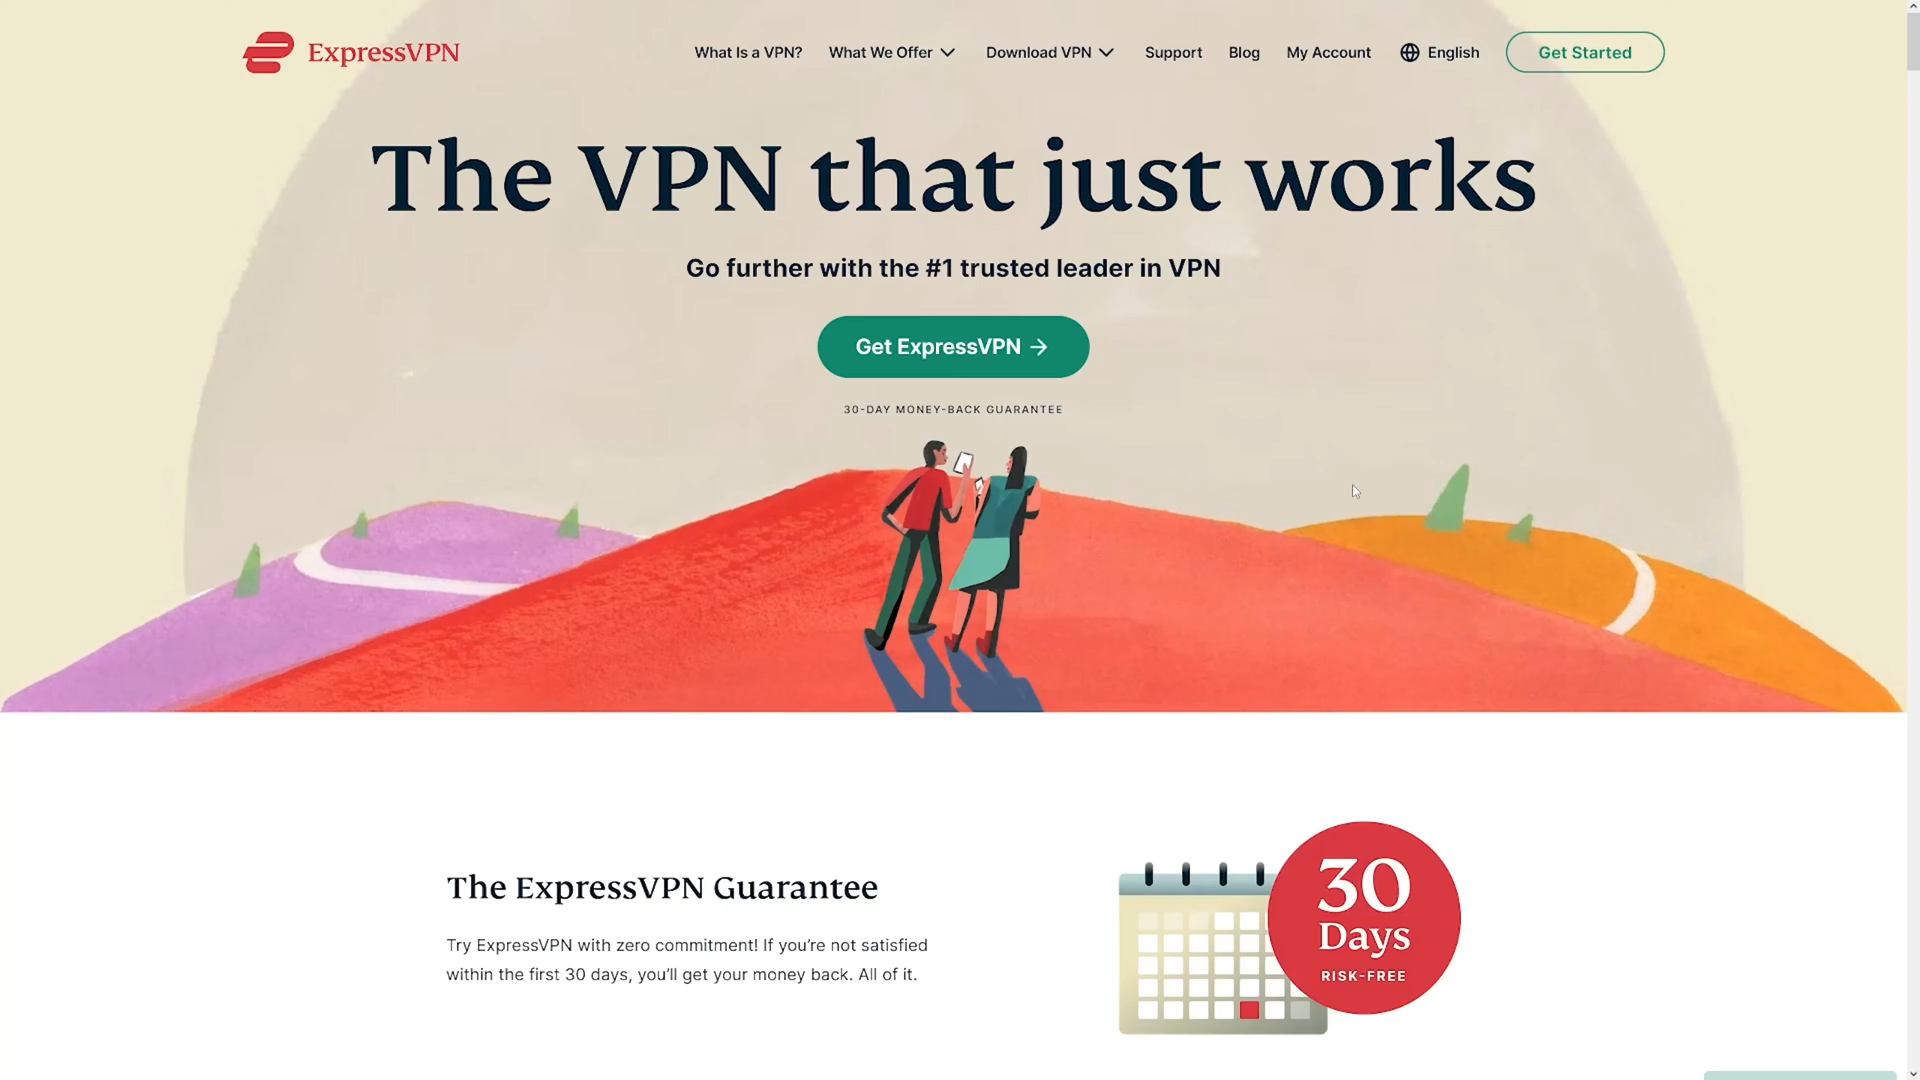 ExpressVPN
What Is a VPN? What We Offer Download VPN Support Blog My Account English Get Started
The VPN that just works
Go further with the #1 trusted leader in VPN
Get ExpressVPN →
30-DAY MONEY-BACK GUARANTEE
The ExpressVPN Guarantee
Try ExpressVPN with zero commitment! If you’re not satisfied
within the first 30 days, you’ll get your money back. All of it.
30
Days
RISK-FREE